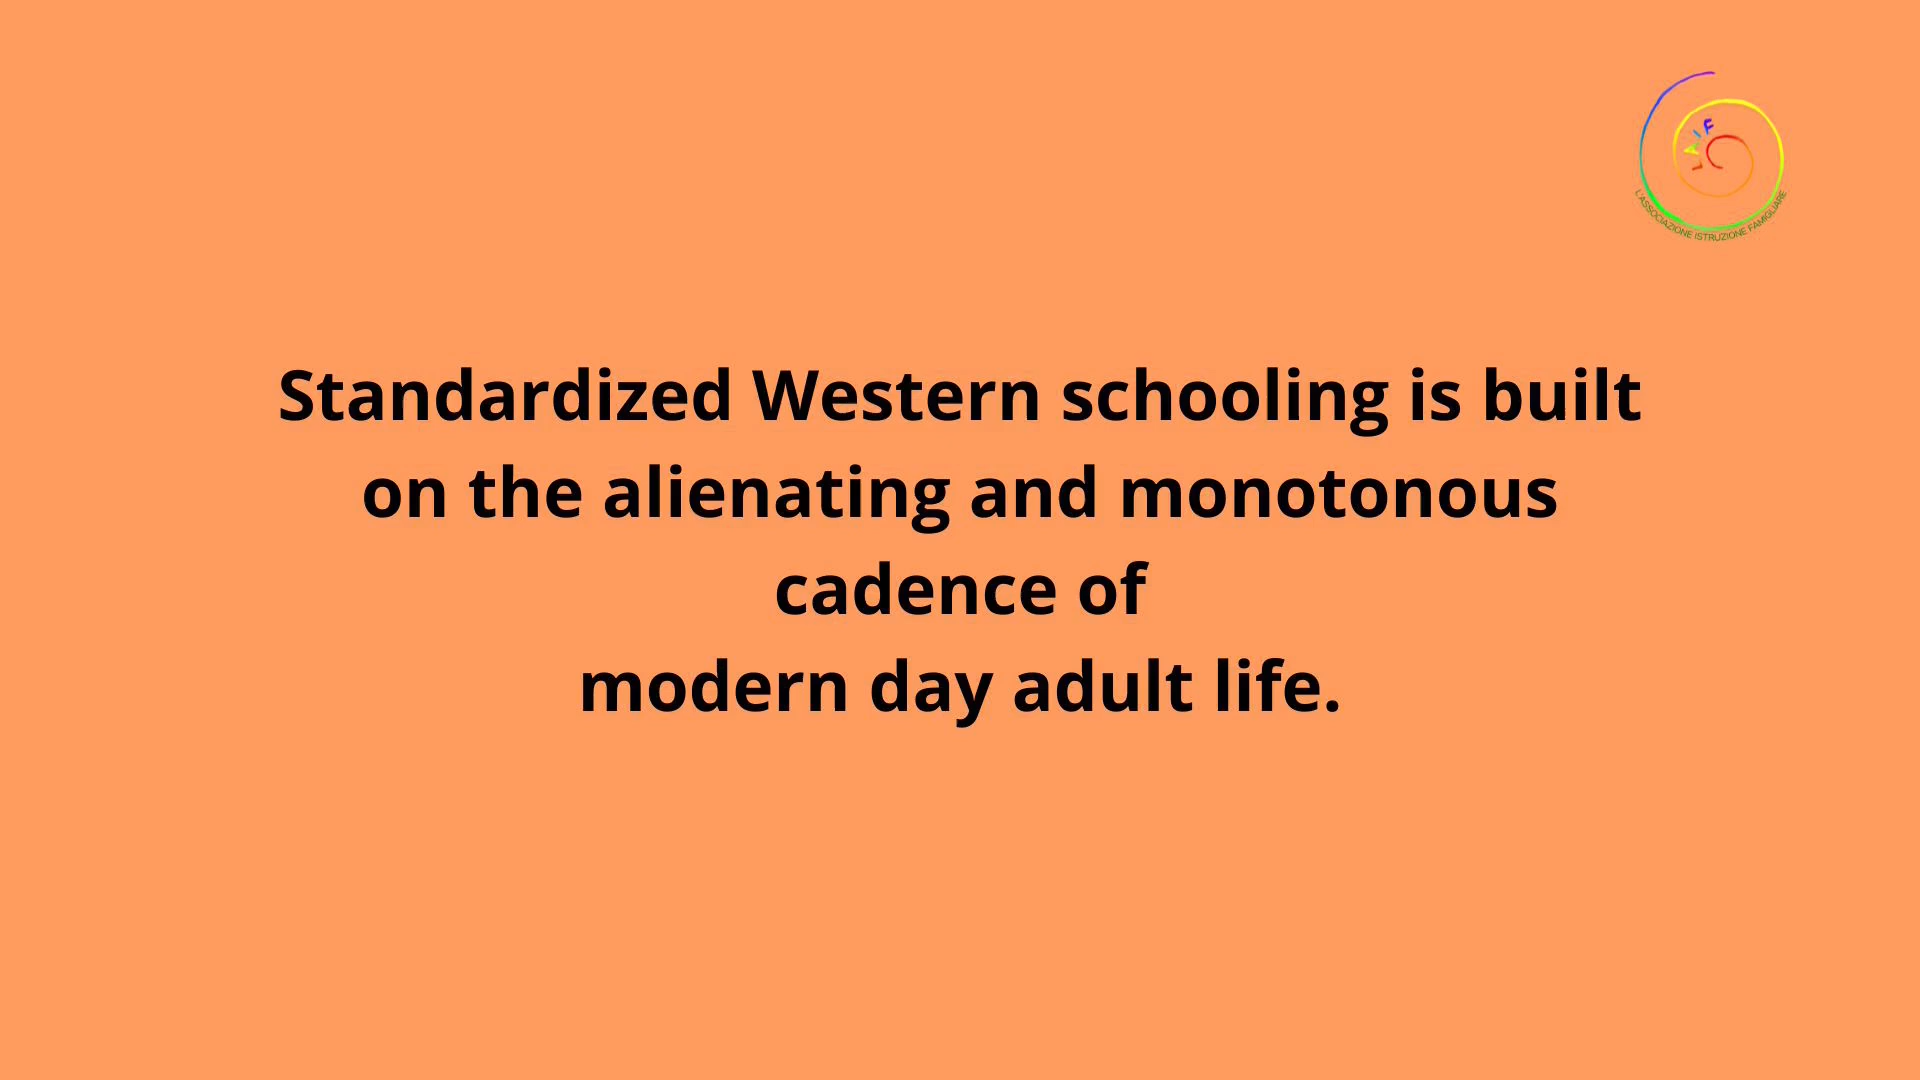 LAIF
L'ASSOCIAZIONE ISTRUZIONE FAMIGLIARE
Standardized Western schooling is built
on the alienating and monotonous
cadence of
modern day adult life.